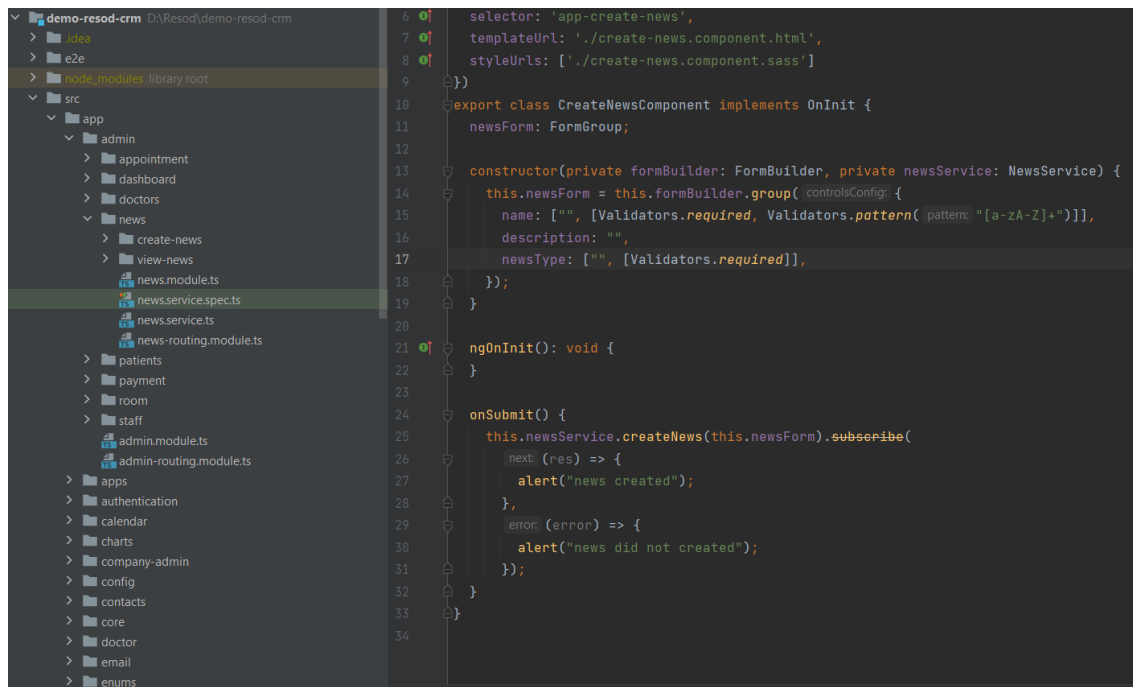 demo-resod-crm D:\Resod\demo-resod-crm
.idea
e2e
node_modules library root
src
app
admin
appointment
dashboard
doctors
news
create-news
view-news
news.module.ts
news.service.spec.ts
news.service.ts
news-routing.module.ts
patients
payment
room
staff
admin.module.ts
admin-routing.module.ts
apps
authentication
calendar
charts
company-admin
config
contacts
core
doctor
email
enums
6 selector: 'app-create-news',
7 templateUrl: './create-news.component.html',
8 styleUrls: ['./create-news.component.sass']
9 })
10 export class CreateNewsComponent implements OnInit {
11 newsForm: FormGroup;
12
13 constructor(private formBuilder: FormBuilder, private newsService: NewsService) {
14 this.newsForm = this.formBuilder.group( controlsConfig: {
15 name: ["", [Validators.required, Validators.pattern( pattern: "[a-zA-Z]+")]],
16 description: "",
17 newsType: ["", [Validators.required]],
18 });
19 }
20
21 ngOnInit(): void {
22 }
23
24 onSubmit() {
25 this.newsService.createNews(this.newsForm).subscribe(
26 next: (res) => {
27 alert("news created");
28 },
29 error: (error) => {
30 alert("news did not created");
31 });
32 }
33 }
34